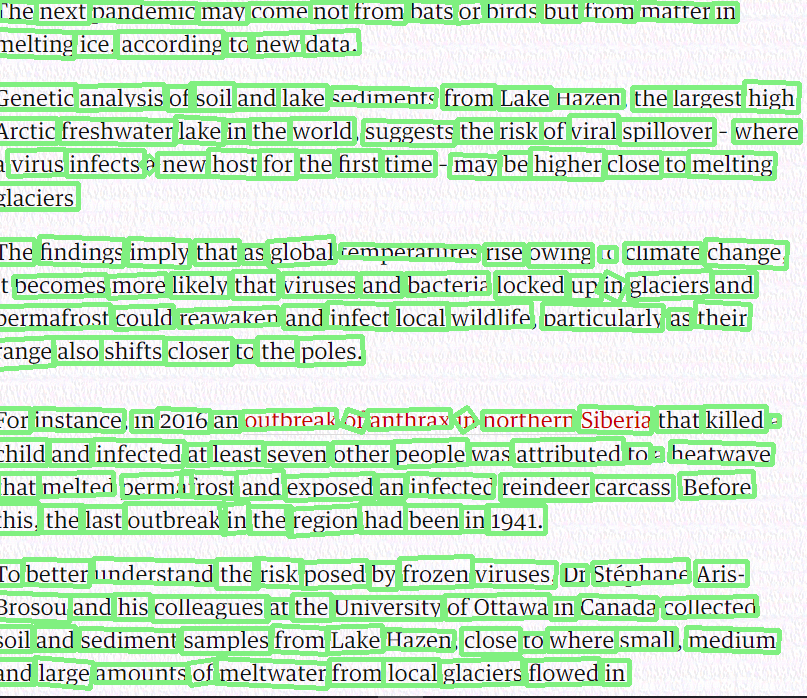 The next pandemic may come not from bats or birds but from matter in
melting ice, according to new data.
Genetic analysis of soil and lake sediments from Lake Hazen, the largest high
Arctic freshwater lake in the world, suggests the risk of viral spillover - where
a virus infects a new host for the first time - may be higher close to melting
glaciers
The findings imply that as global temperatures rise owing to climate change,
it becomes more likely that viruses and bacteria locked up in glaciers and
permafrost could reawaken and infect local wildlife, particularly as their
range also shifts closer to the poles.
For instance, in 2016 an outbreak of anthrax in northern Siberia that killed a
child and infected at least seven other people was attributed to a heatwave
that melted permafrost and exposed an infected reindeer carcass. Before
this, the last outbreak in the region had been in 1941.
To better understand the risk posed by frozen viruses, Dr Stéphane Aris-
Brosou and his colleagues at the University of Ottawa in Canada collected
soil and sediment samples from Lake Hazen, close to where small, medium
and large amounts of meltwater from local glaciers flowed in